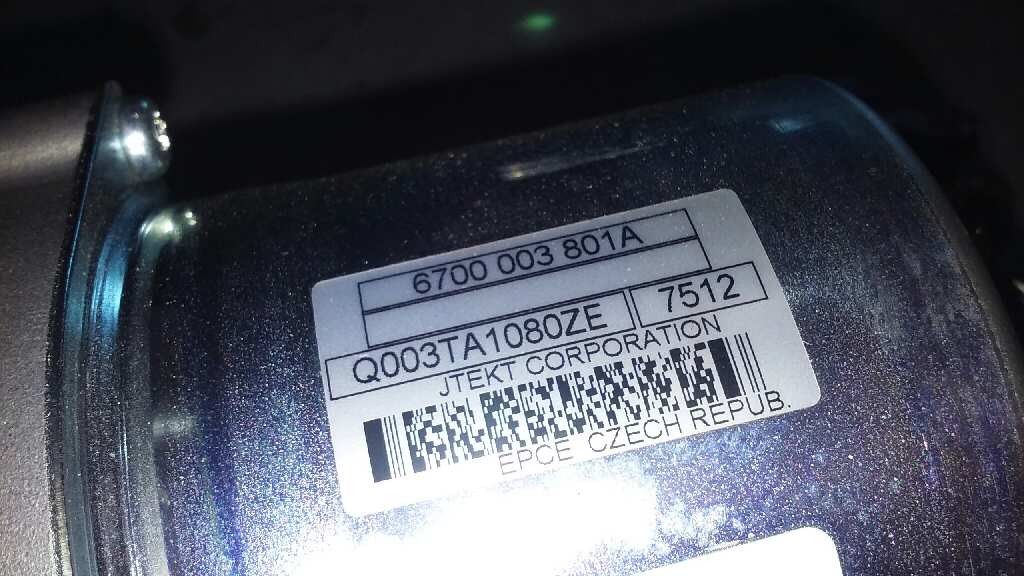 6700 003 801A
Q003TA1080ZE 7512
JTEKT CORPORATION
EPCE CZECH REPUB.